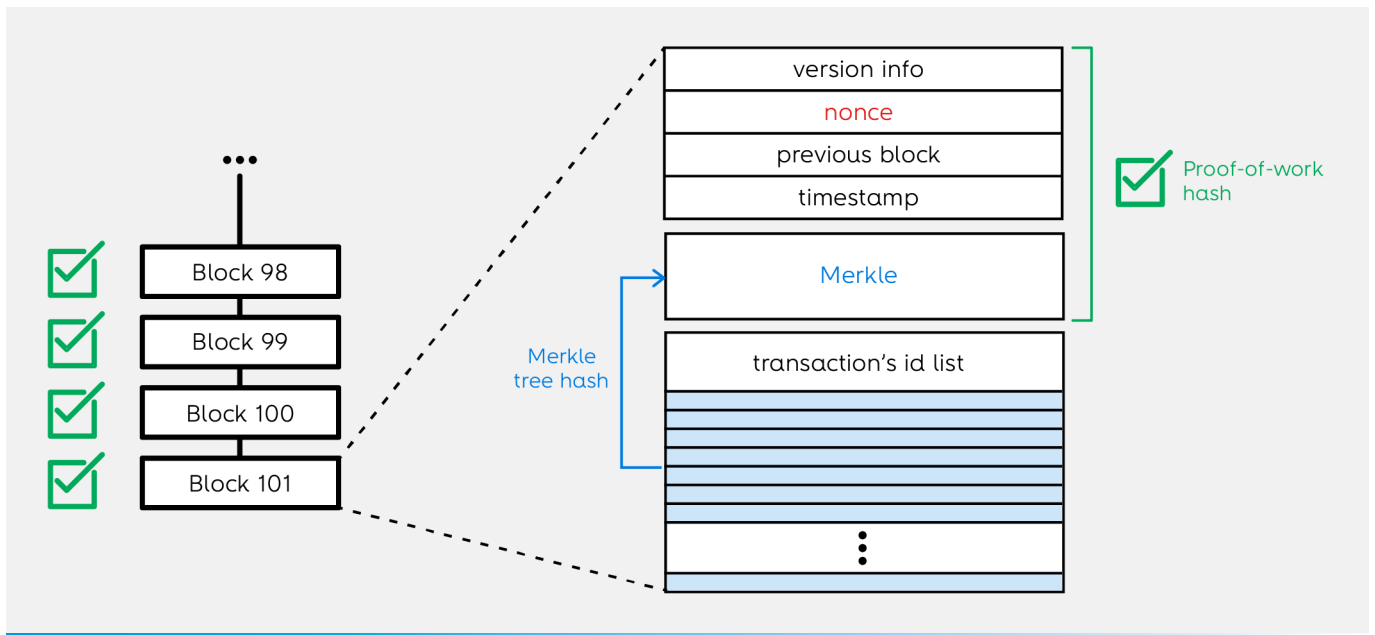 ...
Block 98
Block 99
Block 100
Block 101
version info
nonce
previous block
timestamp
Merkle
Merkle
tree hash
transaction’s id list
Proof-of-work
hash